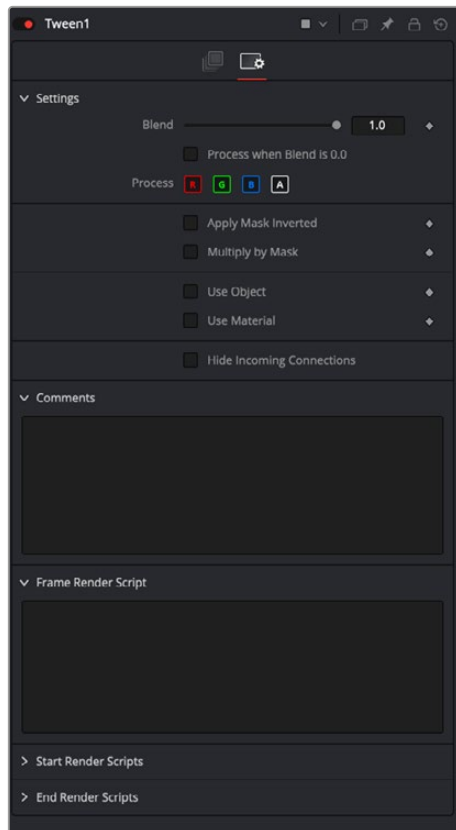 Tween1
Settings
Blend 1.0
Process when Blend is 0.0
Process R G B A
Apply Mask Inverted
Multiply by Mask
Use Object
Use Material
Hide Incoming Connections
Comments
Frame Render Script
Start Render Scripts
End Render Scripts